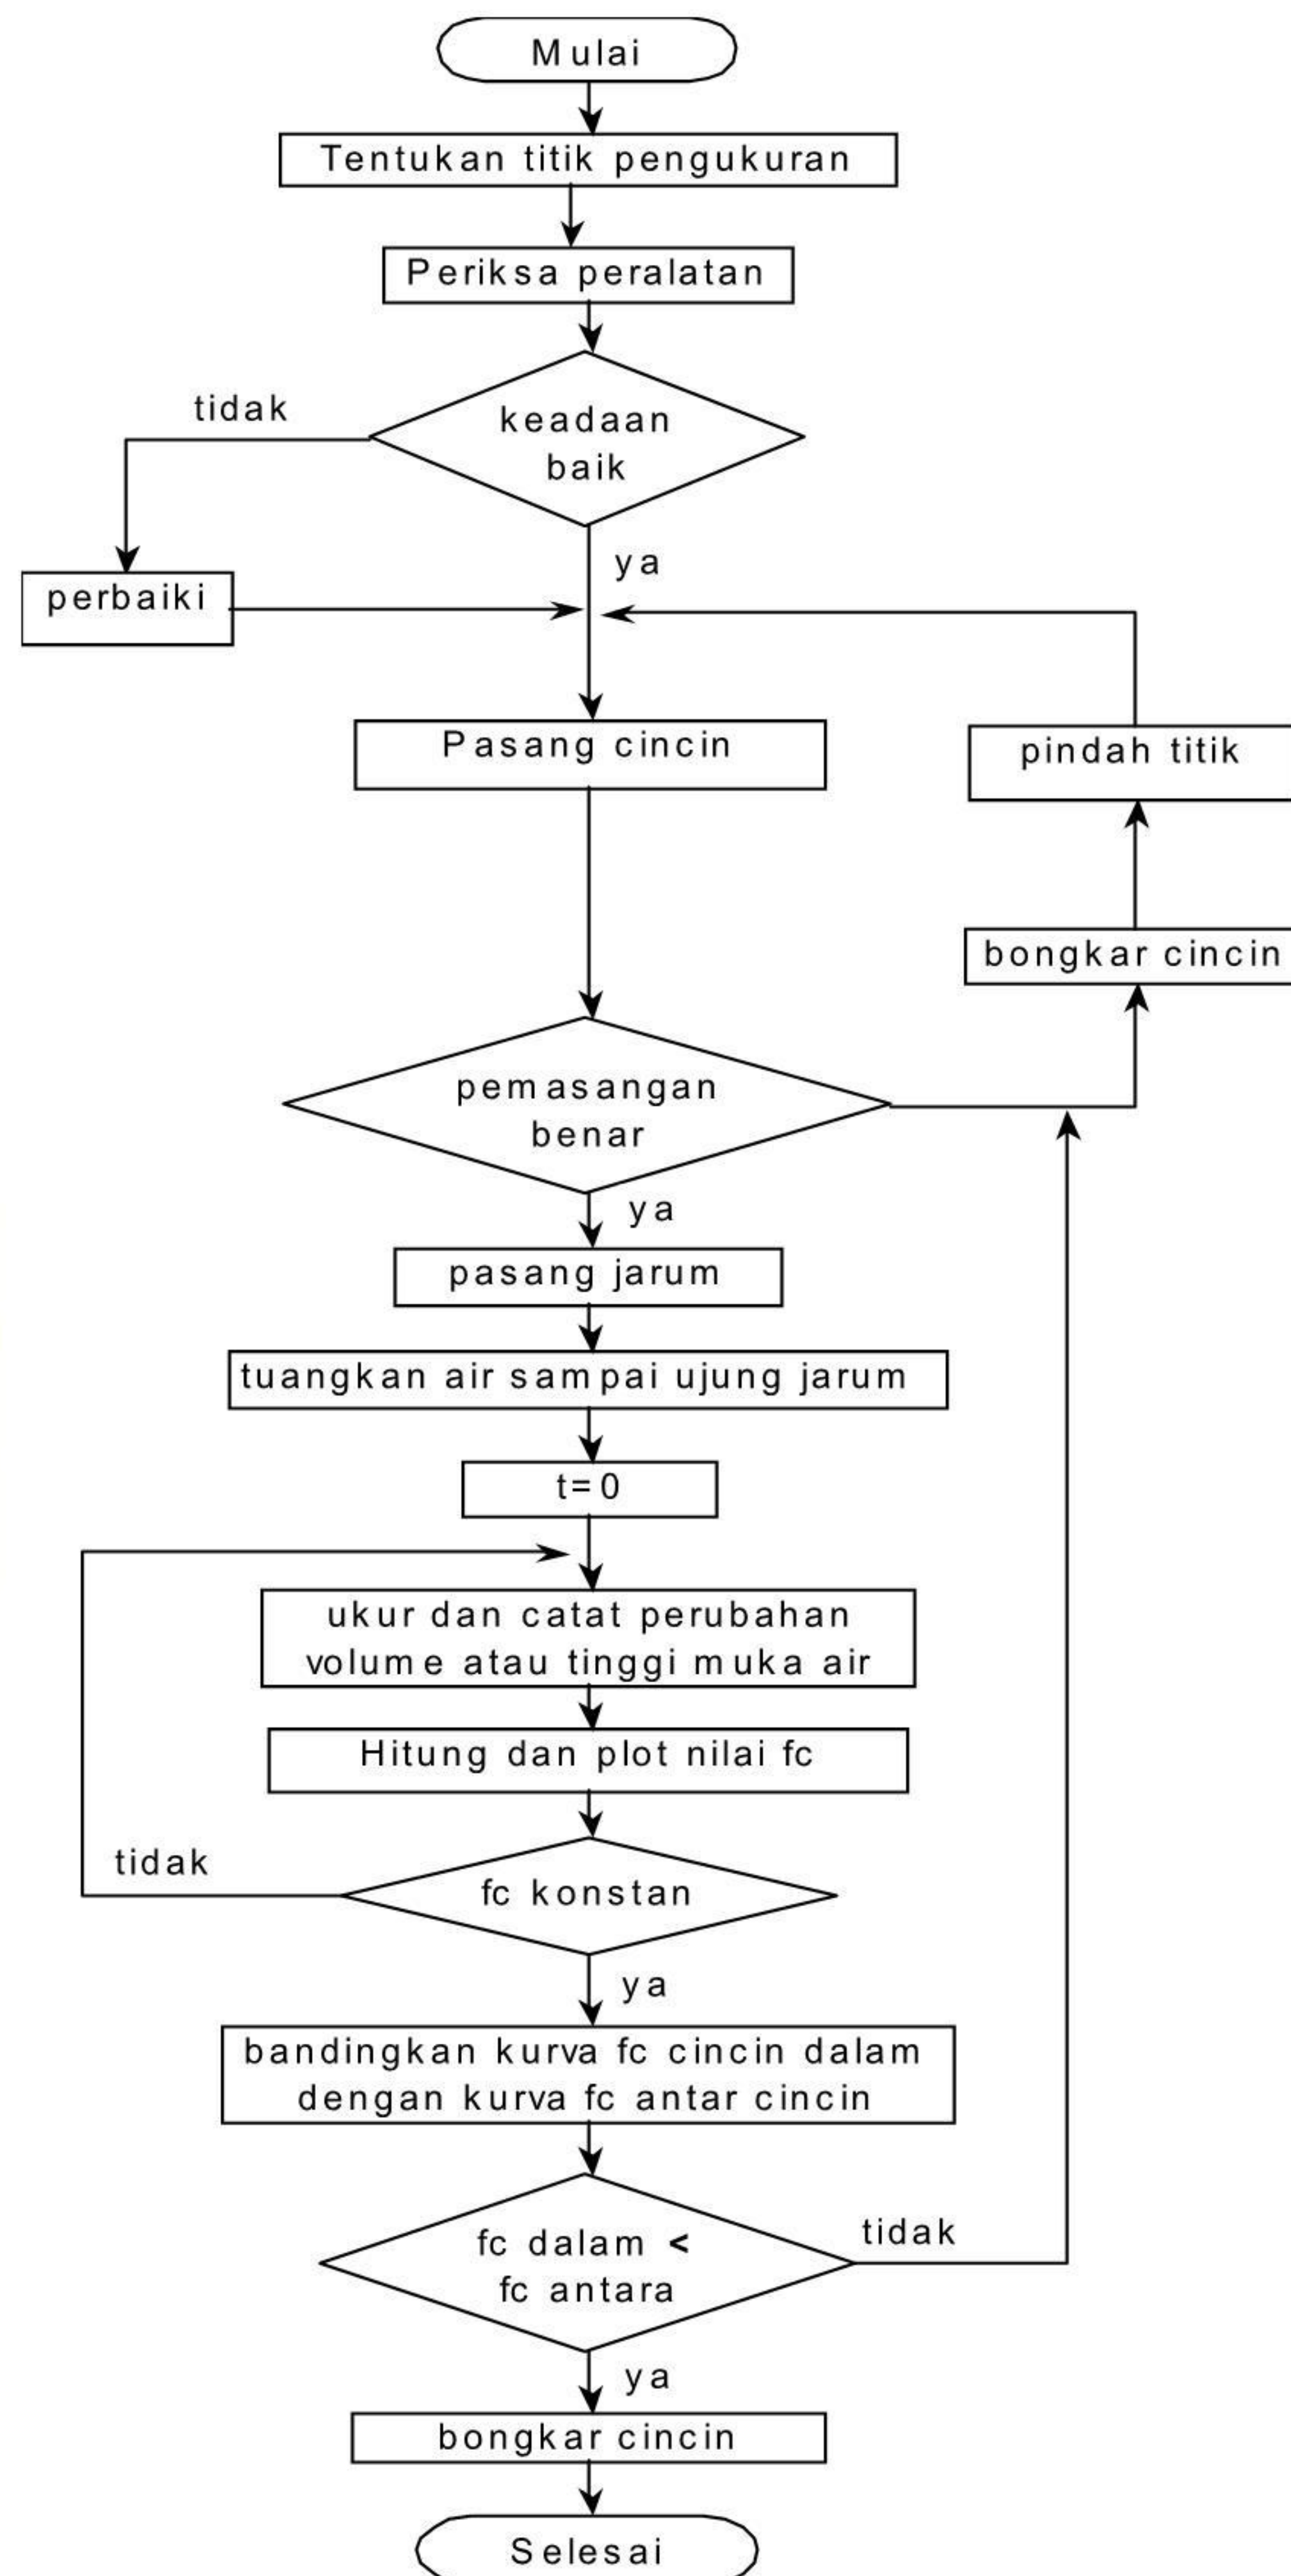 Mulai
Tentukan titik pengukuran
Periksa peralatan
keadaan
baik
tidak
ya
perbaiki
Pasang cincin
pindah titik
bongkar cincin
pemasangan
benar
ya
pasang jarum
tuangkan air sampai ujung jarum
t=0
ukur dan catat perubahan
volume atau tinggi muka air
Hitung dan plot nilai fc
tidak
fc konstan
ya
bandingkan kurva fc cincin dalam
dengan kurva fc antar cincin
fc dalam <
fc antara
tidak
ya
bongkar cincin
Selesai